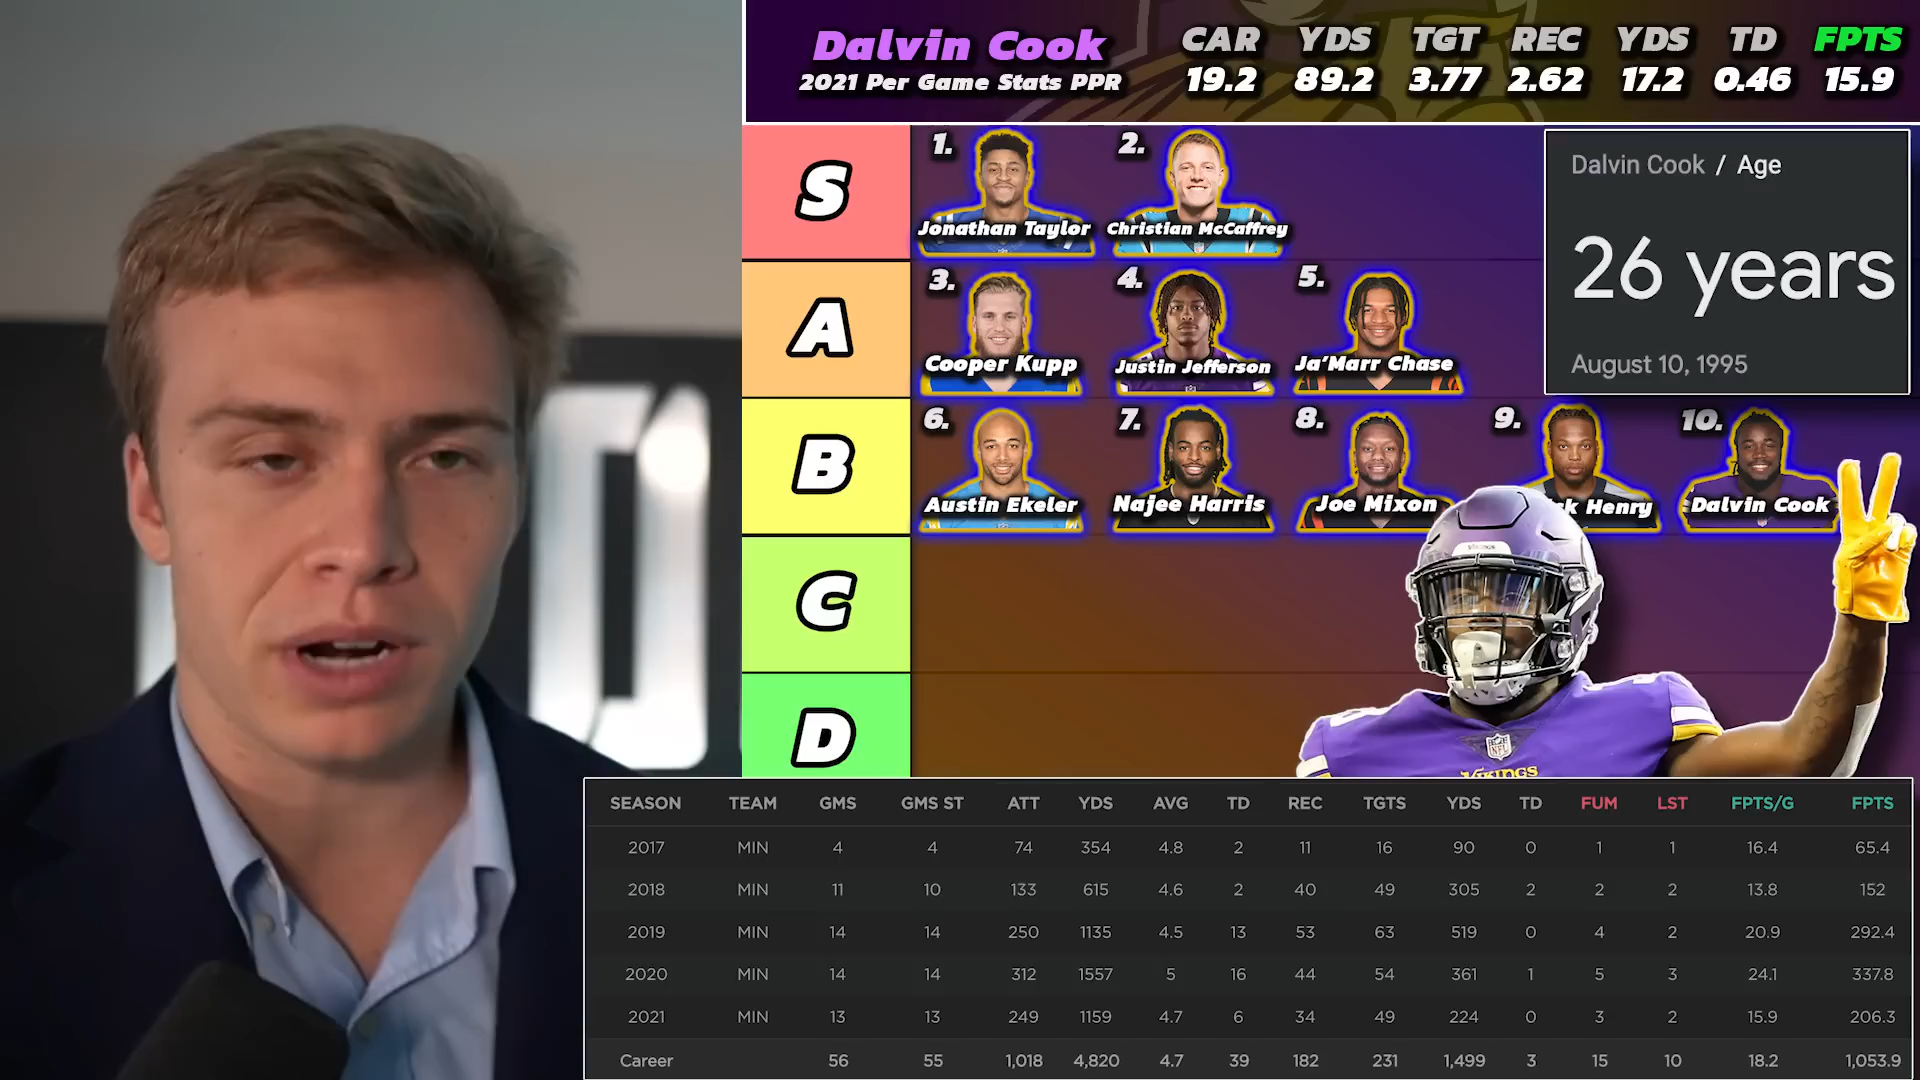 Dalvin Cook
2021 Per Game Stats PPR
CAR YDS TGT REC YDS TD FPTS
19.2 89.2 3.77 2.62 17.2 0.46 15.9
S
1. 2.
Jonathan Taylor Christian McCaffrey
Dalvin Cook / Age
26 years
August 10, 1995
A
3. 4. 5.
Cooper Kupp Justin Jefferson Ja'Marr Chase
B
6. 7. 8. 9. 10.
Austin Ekeler Najee Harris Joe Mixon k Henry Dalvin Cook
C
D
VIKINGS
NFL
Vikings
SEASON TEAM GMS GMS ST ATT YDS AVG TD REC TGTS YDS TD FUM LST FPTS/G FPTS
2017 MIN 4 4 74 354 4.8 2 11 16 90 0 1 1 16.4 65.4
2018 MIN 11 10 133 615 4.6 2 40 49 305 2 2 2 13.8 152
2019 MIN 14 14 250 1135 4.5 13 53 63 519 0 4 2 20.9 292.4
2020 MIN 14 14 312 1557 5 16 44 54 361 1 5 3 24.1 337.8
2021 MIN 13 13 249 1159 4.7 6 34 49 224 0 3 2 15.9 206.3
Career 56 55 1,018 4,820 4.7 39 182 231 1,499 3 15 10 18.2 1,053.9